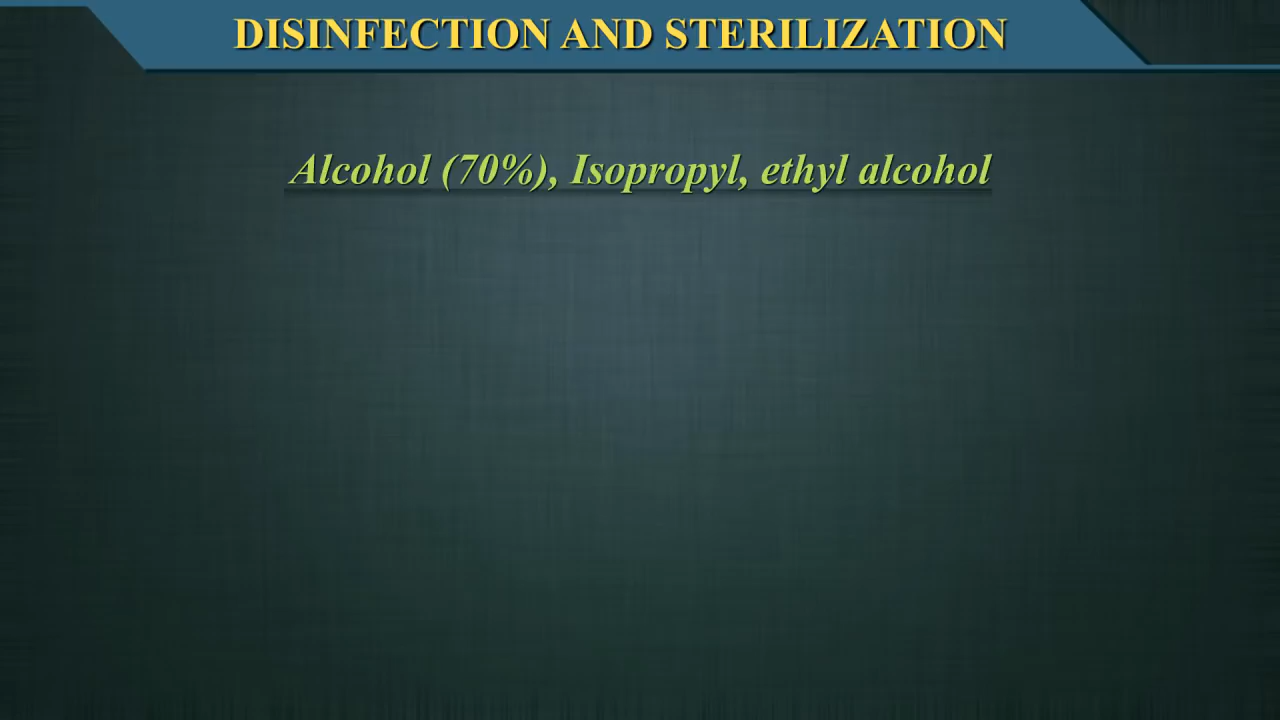 DISINFECTION AND STERILIZATION
Alcohol (70%), Isopropyl, ethyl alcohol